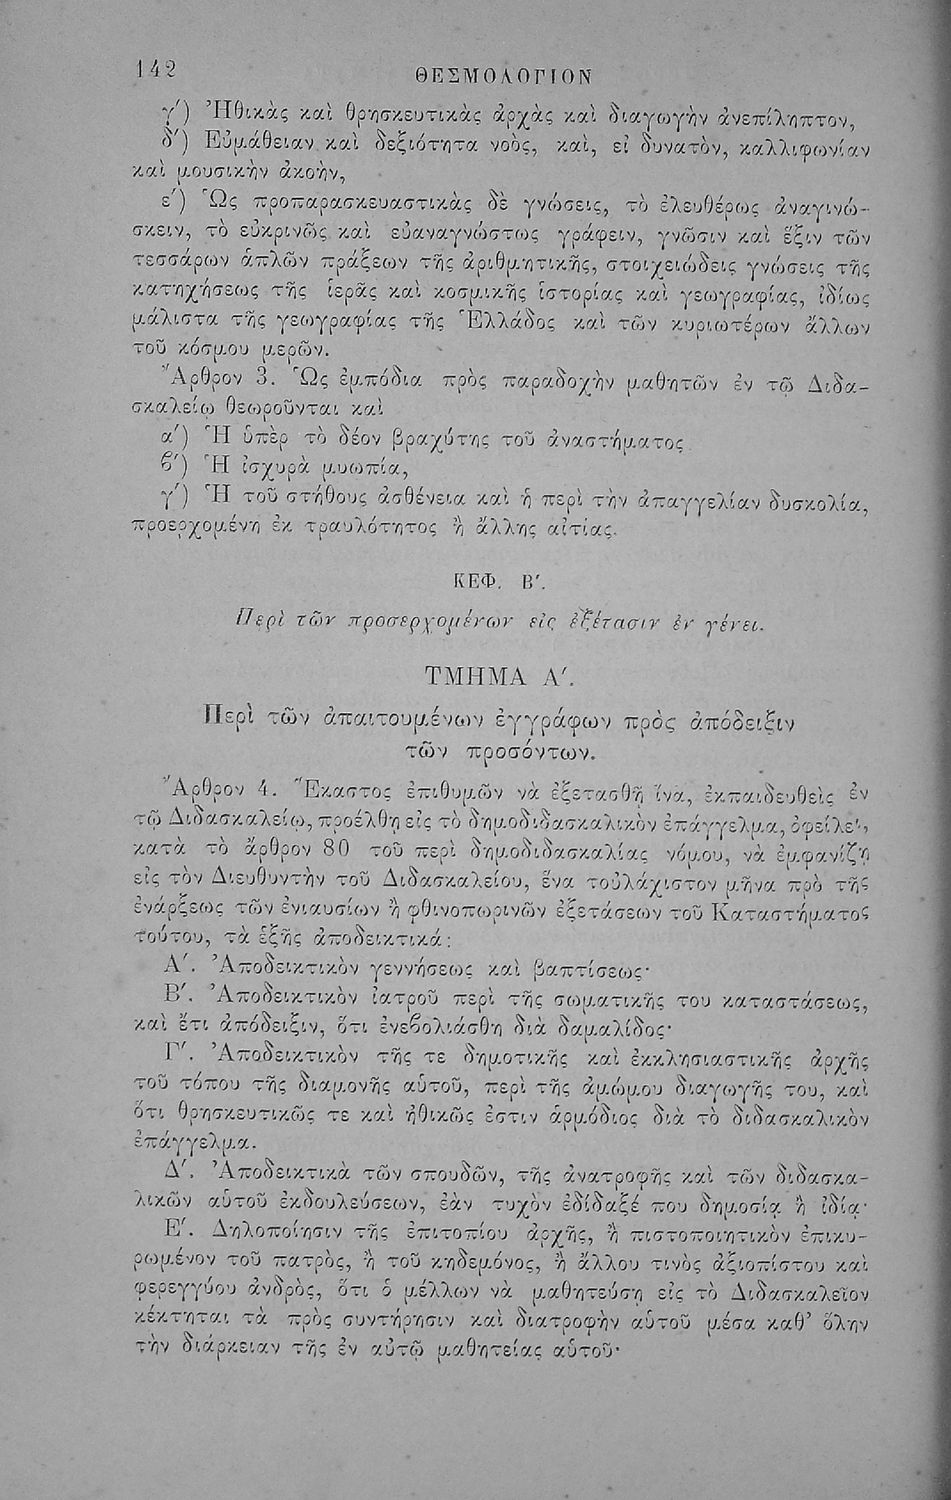 142
ΘΕΣΜΟΛΟΓΙΟΝ
γ') Ἠθικὰς καὶ θρησκευτικὰς ἀρχὰς καὶ διαγωγὴν ἀνεπίληπτον,
δ') Εὐμάθειαν καὶ δεξιότητα νοὸς, καὶ, εἰ δυνατὸν, καλλιφωνίαν
καὶ μουσικὴν ἀκοὴν,
ε') Ὡς προπαρασκευαστικὰς δὲ γνώσεις, τὸ ἐλευθέρως ἀναγινώ-
σκειν, τὸ εὐκρινῶς καὶ εὐαναγνώστως γράφειν, γνῶσιν καὶ ἕξιν τῶν
τεσσάρων ἁπλῶν πράξεων τῆς ἀριθμητικῆς, στοιχειώδεις γνώσεις τῆς
κατηχήσεως τῆς ἱερᾶς καὶ κοσμικῆς ἱστορίας καὶ γεωγραφίας, ἰδίως
μάλιστα τῆς γεωγραφίας τῆς Ἑλλάδος καὶ τῶν κυριωτέρων ἄλλων
τοῦ κόσμου μερῶν.
Ἄρθρον 3. Ὡς ἐμπόδια πρὸς παραδοχὴν μαθητῶν ἐν τῷ Διδα-
σκαλείῳ θεωροῦνται καὶ
α') Ἡ ὑπὲρ τὸ δέον βραχύτης τοῦ ἀναστήματος
ϐ') Ἡ ἰσχυρὰ μυωπία,
γ') Ἡ τοῦ στήθους ἀσθένεια καὶ ἡ περὶ τὴν ἀπαγγελίαν δυσκολία,
προερχομένη ἐκ τραυλότητος ἢ ἄλλης αἰτίας.
ΚΕΦ. Β'.
Περὶ τῶν προσερχομένων εἰς ἐξέτασιν ἐν γένει.
ΤΜΗΜΑ Α'.
Περὶ τῶν ἀπαιτουμένων ἐγγράφων πρὸς ἀπόδειξιν
τῶν προσόντων.
Ἄρθρον 4. Ἕκαστος ἐπιθυμῶν νὰ ἐξετασθῇ ἵνα, ἐκπαιδευθεὶς ἐν
τῷ Διδασκαλείῳ, προέλθῃ εἰς τὸ δημοδιδασκαλικὸν ἐπάγγελμα, ὀφείλει,
κατὰ τὸ ἄρθρον 80 τοῦ περὶ δημοδιδασκαλίας νόμου, νὰ ἐμφανίζῃ
εἰς τὸν Διευθυντὴν τοῦ Διδασκαλείου, ἕνα τοὐλάχιστον μῆνα πρὸ τῆς
ἐνάρξεως τῶν ἐνιαυσίων ἢ φθινοπωρινῶν ἐξετάσεων τοῦ Καταστήματος
τούτου, τὰ ἑξῆς ἀποδεικτικά:
Α'. Ἀποδεικτικὸν γεννήσεως καὶ βαπτίσεως·
Β'. Ἀποδεικτικὸν ἰατροῦ περὶ τῆς σωματικῆς του καταστάσεως,
καὶ ἔτι ἀπόδειξιν, ὅτι ἐνεϐολιάσθη διὰ δαμαλίδος·
Γ'. Ἀποδεικτικὸν τῆς τε δημοτικῆς καὶ ἐκκλησιαστικῆς ἀρχῆς
τοῦ τόπου τῆς διαμονῆς αὑτοῦ, περὶ τῆς ἀμώμου διαγωγῆς του, καὶ
ὅτι θρησκευτικῶς τε καὶ ἠθικῶς ἐστιν ἁρμόδιος διὰ τὸ διδασκαλικὸν
ἐπάγγελμα.
Δ'. Ἀποδεικτικὰ τῶν σπουδῶν, τῆς ἀνατροφῆς καὶ τῶν διδασκα-
λικῶν αὑτοῦ ἐκδουλεύσεων, ἐὰν τυχὸν ἐδίδαξέ που δημοσίᾳ ἢ ἰδίᾳ·
Ε'. Δηλοποίησιν τῆς ἐπιτοπίου ἀρχῆς, ἢ πιστοποιητικὸν ἐπικυ-
ρωμένον τοῦ πατρὸς, ἢ τοῦ κηδεμόνος, ἢ ἄλλου τινὸς ἀξιοπίστου καὶ
φερεγγύου ἀνδρὸς, ὅτι ὁ μέλλων νὰ μαθητεύσῃ εἰς τὸ Διδασκαλεῖον
κέκτηται τὰ πρὸς συντήρησιν καὶ διατροφὴν αὑτοῦ μέσα καθ' ὅλην
τὴν διάρκειαν τῆς ἐν αὐτῷ μαθητείας αὑτοῦ·